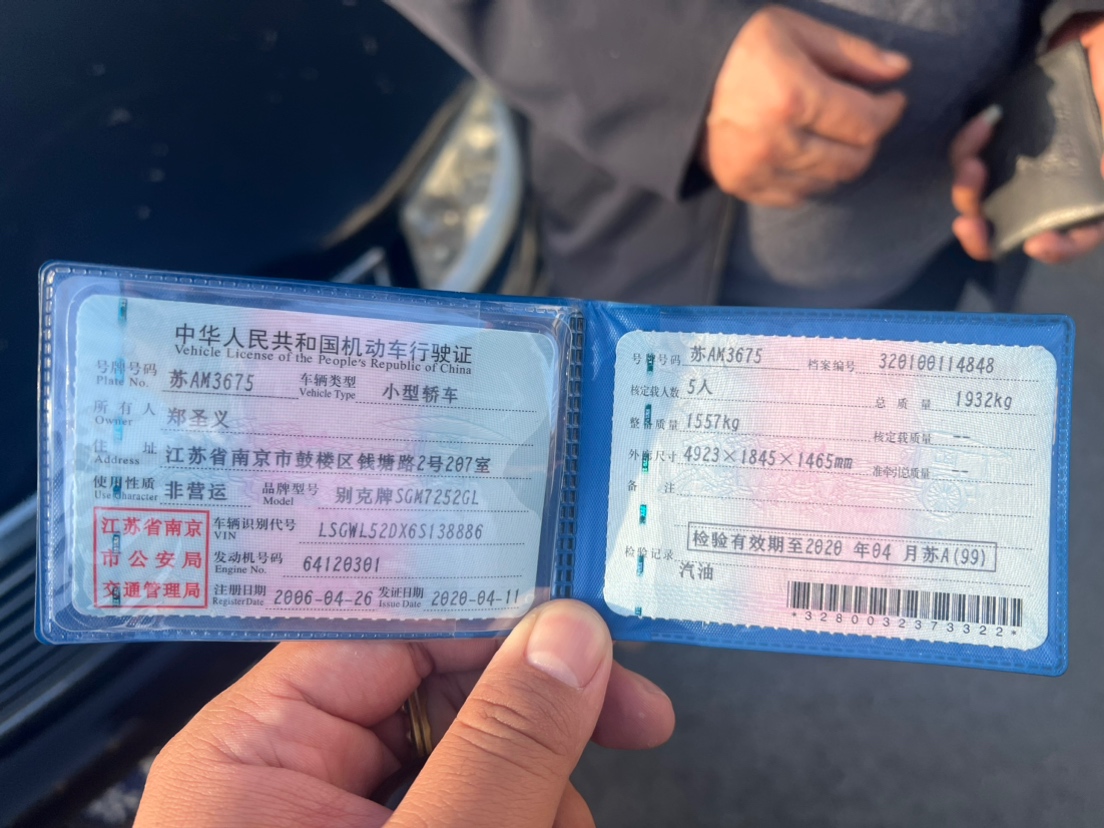 中华人民共和国机动车行驶证
Vehicle License of the People's Republic of China
号牌号码 苏AM3675 车辆类型 小型轿车
Plate No. Vehicle Type
所有人 郑圣义
Owner
住址 江苏省南京市鼓楼区钱塘路2号207室
Address
使用性质 非营运 品牌型号 别克牌SGM7252GL
Use Character Model
江苏省南京
市公安局
交通管理局
车辆识别代号 LSGWL52DX6S138886
VIN
发动机号码 64120301
Engine No.
注册日期 2006-04-26 发证日期 2020-04-11
Register Date Issue Date
号牌号码 苏AM3675 档案编号 320100114848
核定载人数 5人 总质量 1932kg
整备质量 1557kg 核定载质量 --
外廓尺寸 4923×1845×1465mm 准牵引总质量 --
备注
检验记录 检验有效期至2020 年04 月苏A(99)
汽油
*3280032373322*